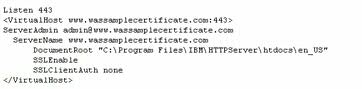 Listen 443
<VirtualHost www.wassamplecertificate.com:443>
ServerAdmin admin@www.wassamplecertificate.com
ServerName www.wassamplecertificate.com
DocumentRoot "C:\Program Files\IBM\HTTPServer\htdocs\en_US"
SSLEnable
SSLClientAuth none
</VirtualHost>